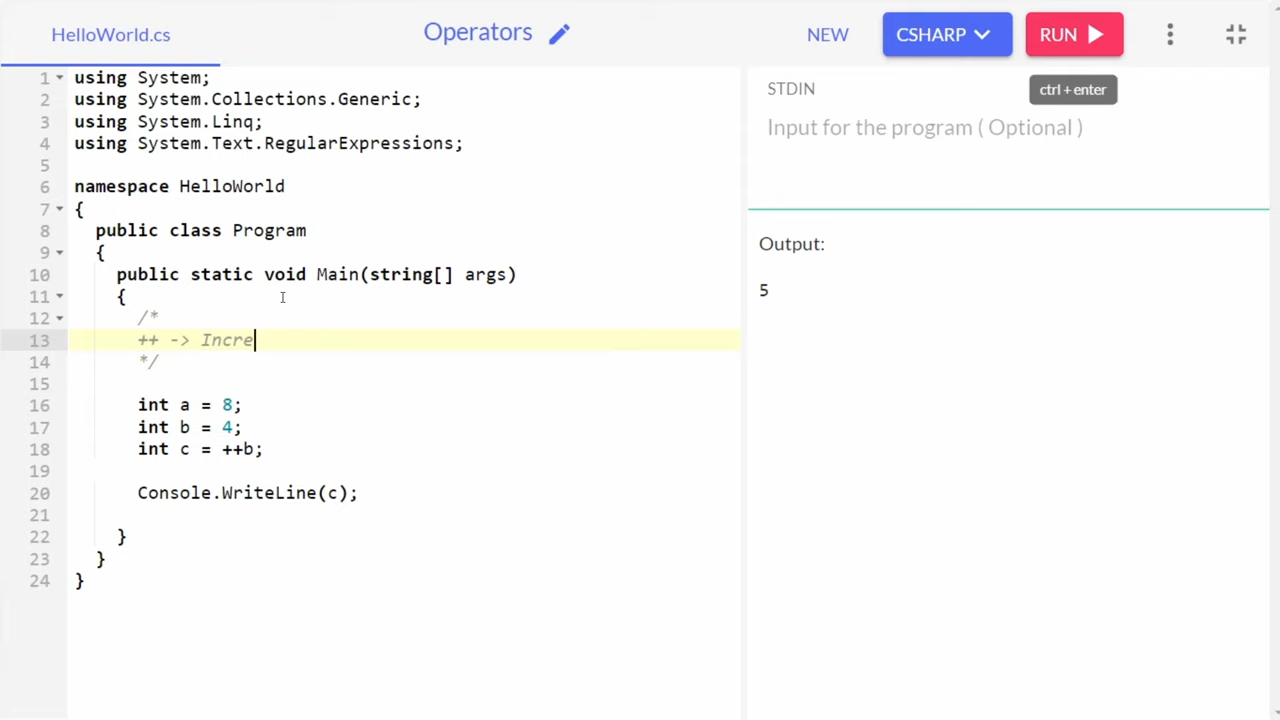 HelloWorld.cs
Operators
NEW
CSHARP
RUN
1 using System;
2 using System.Collections.Generic;
3 using System.Linq;
4 using System.Text.RegularExpressions;
5
6 namespace HelloWorld
7 {
8 public class Program
9 {
10 public static void Main(string[] args)
11 {
12 /*
13 ++ -> Incre
14 */
15
16 int a = 8;
17 int b = 4;
18 int c = ++b;
19
20 Console.WriteLine(c);
21
22 }
23 }
24 }
STDIN
ctrl + enter
Input for the program ( Optional )
Output:
5